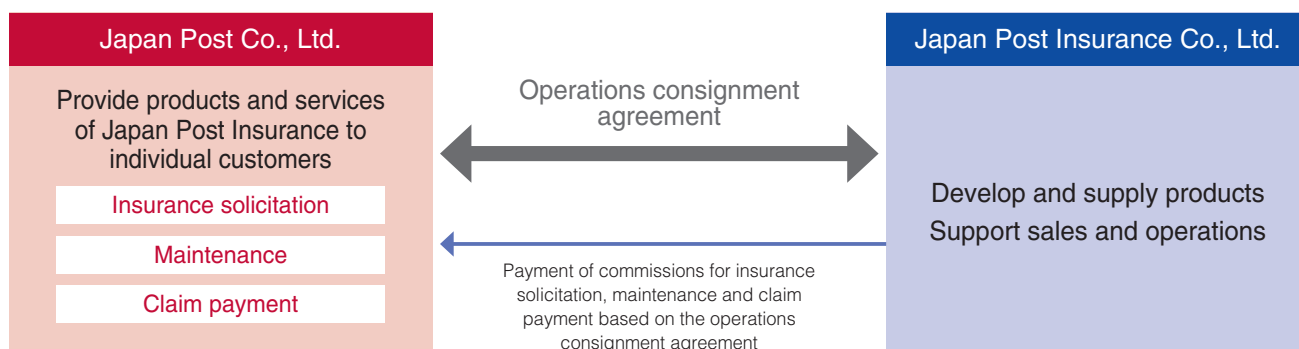 Japan Post Co., Ltd.
Provide products and services
of Japan Post Insurance to
individual customers
Insurance solicitation
Maintenance
Claim payment
Operations consignment
agreement
Payment of commissions for insurance
solicitation, maintenance and claim
payment based on the operations
consignment agreement
Japan Post Insurance Co., Ltd.
Develop and supply products
Support sales and operations